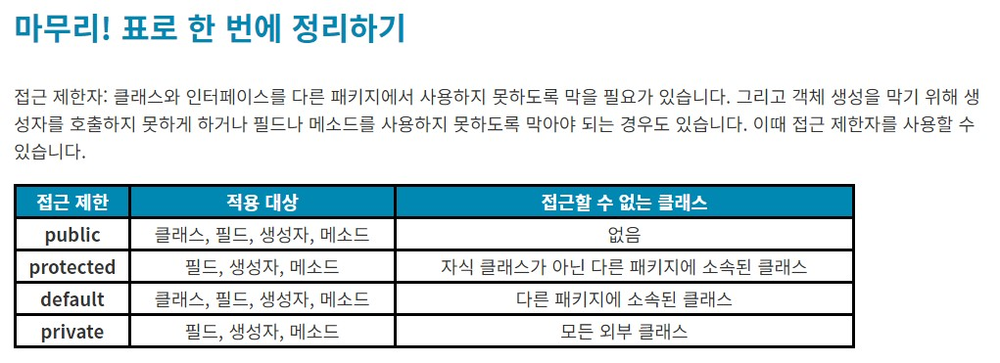 마무리! 표로 한 번에 정리하기
접근 제한자: 클래스와 인터페이스를 다른 패키지에서 사용하지 못하도록 막을 필요가 있습니다. 그리고 객체 생성을 막기 위해 생
성자를 호출하지 못하게 하거나 필드나 메소드를 사용하지 못하도록 막아야 되는 경우도 있습니다. 이때 접근 제한자를 사용할 수
있습니다.
접근 제한 적용 대상 접근할 수 없는 클래스
public 클래스, 필드, 생성자, 메소드 없음
protected 필드, 생성자, 메소드 자식 클래스가 아닌 다른 패키지에 소속된 클래스
default 클래스, 필드, 생성자, 메소드 다른 패키지에 소속된 클래스
private 필드, 생성자, 메소드 모든 외부 클래스